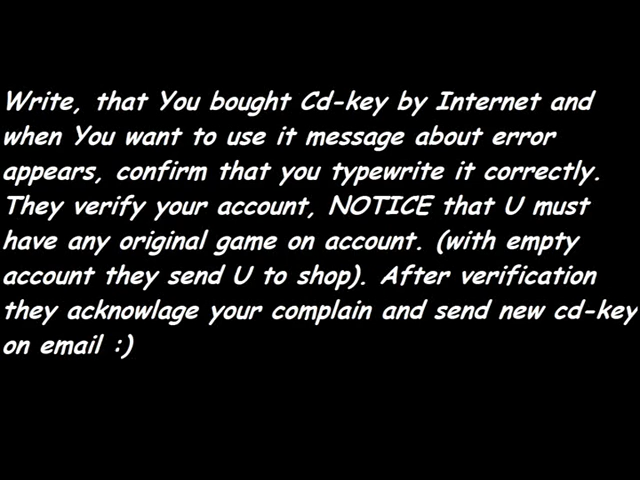 Write, that You bought Cd-key by Internet and
when You want to use it message about error
appears, confirm that you typewrite it correctly.
They verify your account, NOTICE that U must
have any original game on account. (with empty
account they send U to shop). After verification
they acknowlage your complain and send new cd-key
on email :)